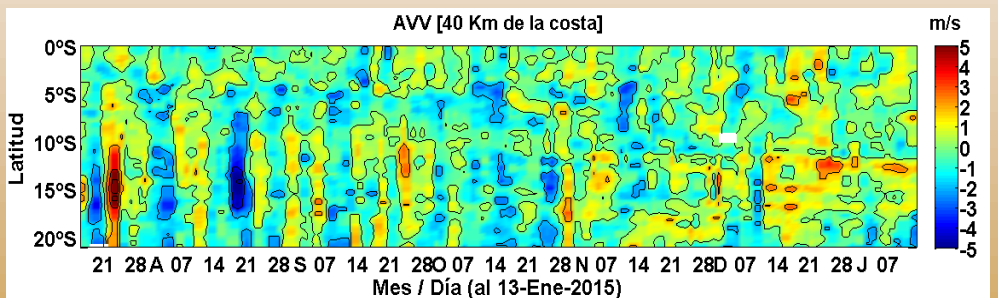 AVV [40 Km de la costa]
m/s
Latitud
0ºS
5ºS
10ºS
15ºS
20ºS
5
4
3
2
1
0
-1
-2
-3
-4
-5
21 28 A 07 14 21 28 S 07 14 21 28 O 07 14 21 28 N 07 14 21 28 D 07 14 21 28 J 07
Mes / Día (al 13-Ene-2015)